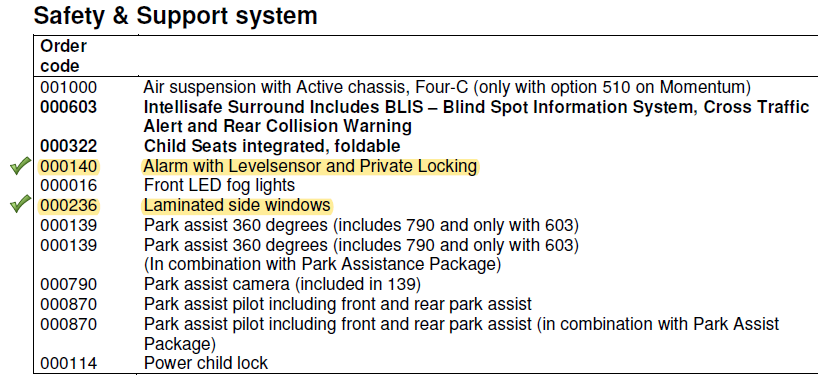 Safety & Support system
Order
code
001000 Air suspension with Active chassis, Four-C (only with option 510 on Momentum)
000603 Intellisafe Surround Includes BLIS – Blind Spot Information System, Cross Traffic
Alert and Rear Collision Warning
000322 Child Seats integrated, foldable
000140 Alarm with Levelsensor and Private Locking
000016 Front LED fog lights
000236 Laminated side windows
000139 Park assist 360 degrees (includes 790 and only with 603)
000139 Park assist 360 degrees (includes 790 and only with 603)
(In combination with Park Assistance Package)
000790 Park assist camera (included in 139)
000870 Park assist pilot including front and rear park assist
000870 Park assist pilot including front and rear park assist (in combination with Park Assist
Package)
000114 Power child lock